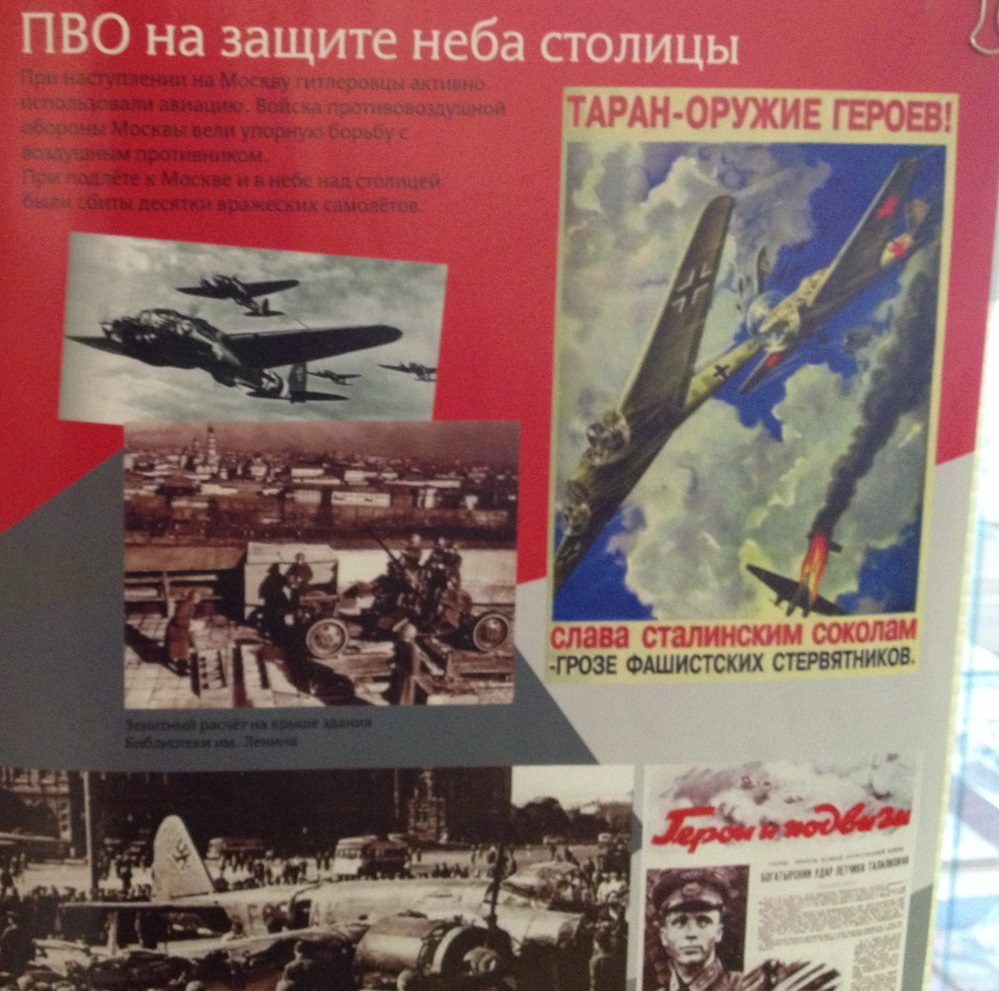 ПВО на защите неба столицы
При наступлении на Москву гитлеровцы активно
использовали авиацию. Войска противовоздушной
обороны Москвы вели упорную борьбу с
воздушным противником.
При подлёте к Москве и в небе над столицей
были сбиты десятки вражеских самолётов.
ТАРАН-ОРУЖИЕ ГЕРОЕВ!
СЛАВА СТАЛИНСКИМ СОКОЛАМ
-ГРОЗЕ ФАШИСТСКИХ СТЕРВЯТНИКОВ.
Зенитный расчёт на крыше здания
Библиотеки им. Ленина
Герои и подвиги
БОГАТЫРСКИЙ УДАР ЛЕТЧИКА ТАЛАЛИХИНА